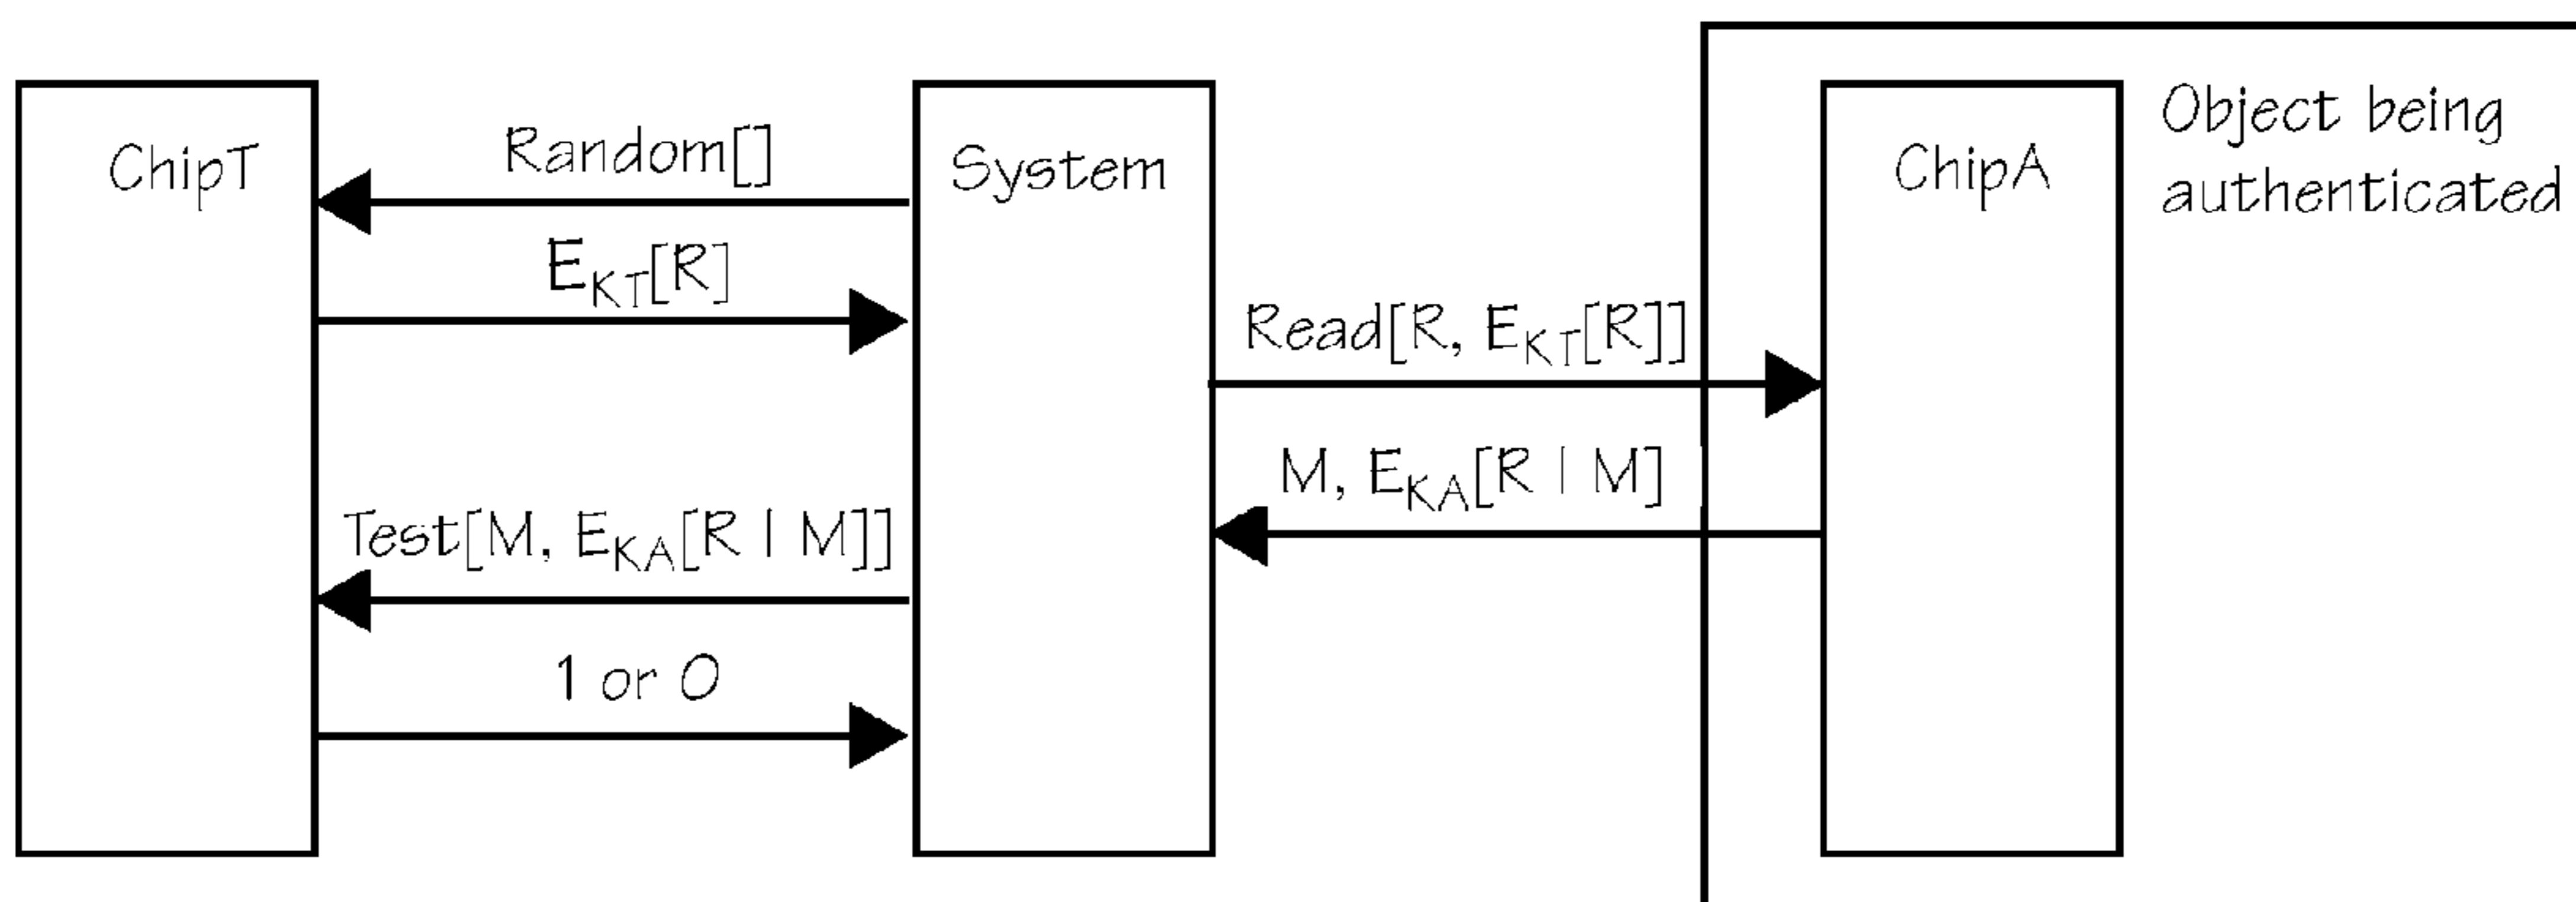 ChipT
Random[]
E_KT[R]
Test[M, E_KA[R | M]]
1 or 0
System
Read[R, E_KT[R]]
M, E_KA[R | M]
ChipA
Object being
authenticated